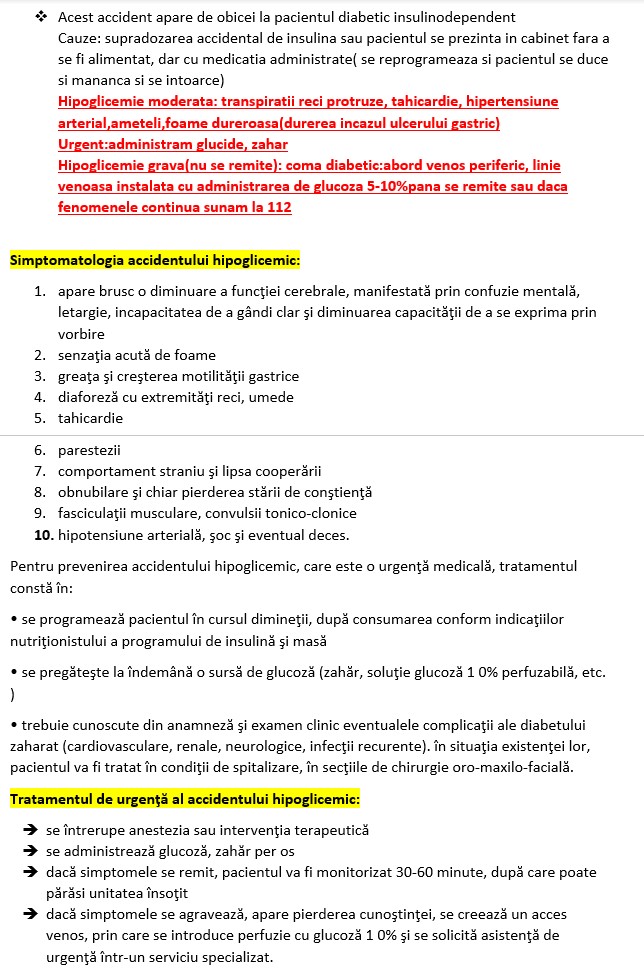 ❖ Acest accident apare de obicei la pacientul diabetic insulinodependent
Cauze: supradozarea accidental de insulina sau pacientul se prezinta in cabinet fara a
se fi alimentat, dar cu medicatia administrate( se reprogrameaza si pacientul se duce
si mananca si se intoarce)
Hipoglicemie moderata: transpiratii reci protruze, tahicardie, hipertensiune
arterial,ameteli,foame dureroasa(durerea incazul ulcerului gastric)
Urgent:administram glucide, zahar
Hipoglicemie grava(nu se remite): coma diabetic:abord venos periferic, linie
venoasa instalata cu administrarea de glucoza 5-10%pana se remite sau daca
fenomenele continua sunam la 112
Simptomatologia accidentului hipoglicemic:
1. apare brusc o diminuare a funcţiei cerebrale, manifestată prin confuzie mentală,
letargie, incapacitatea de a gândi clar şi diminuarea capacităţii de a se exprima prin
vorbire
2. senzaţia acută de foame
3. greaţa şi creşterea motilităţii gastrice
4. diaforeză cu extremităţi reci, umede
5. tahicardie
6. parestezii
7. comportament straniu şi lipsa cooperării
8. obnubilare şi chiar pierderea stării de conştienţă
9. fasciculaţii musculare, convulsii tonico-clonice
10. hipotensiune arterială, şoc şi eventual deces.
Pentru prevenirea accidentului hipoglicemic, care este o urgenţă medicală, tratamentul
constă în:
• se programează pacientul în cursul dimineţii, după consumarea conform indicaţiilor
nutriţionistului a programului de insulină şi masă
• se pregăteşte la îndemână o sursă de glucoză (zahăr, soluţie glucoză 1 0% perfuzabilă, etc.
)
• trebuie cunoscute din anamneză şi examen clinic eventualele complicaţii ale diabetului
zaharat (cardiovasculare, renale, neurologice, infecţii recurente). în situaţia existenţei lor,
pacientul va fi tratat în condiţii de spitalizare, în secţiile de chirurgie oro-maxilo-facială.
Tratamentul de urgenţă al accidentului hipoglicemic:
➔ se întrerupe anestezia sau intervenţia terapeutică
➔ se administrează glucoză, zahăr per os
➔ dacă simptomele se remit, pacientul va fi monitorizat 30-60 minute, după care poate
părăsi unitatea însoţit
➔ dacă simptomele se agravează, apare pierderea cunoştinţei, se creează un acces
venos, prin care se introduce perfuzie cu glucoză 1 0% şi se solicită asistenţă de
urgenţă într-un serviciu specializat.